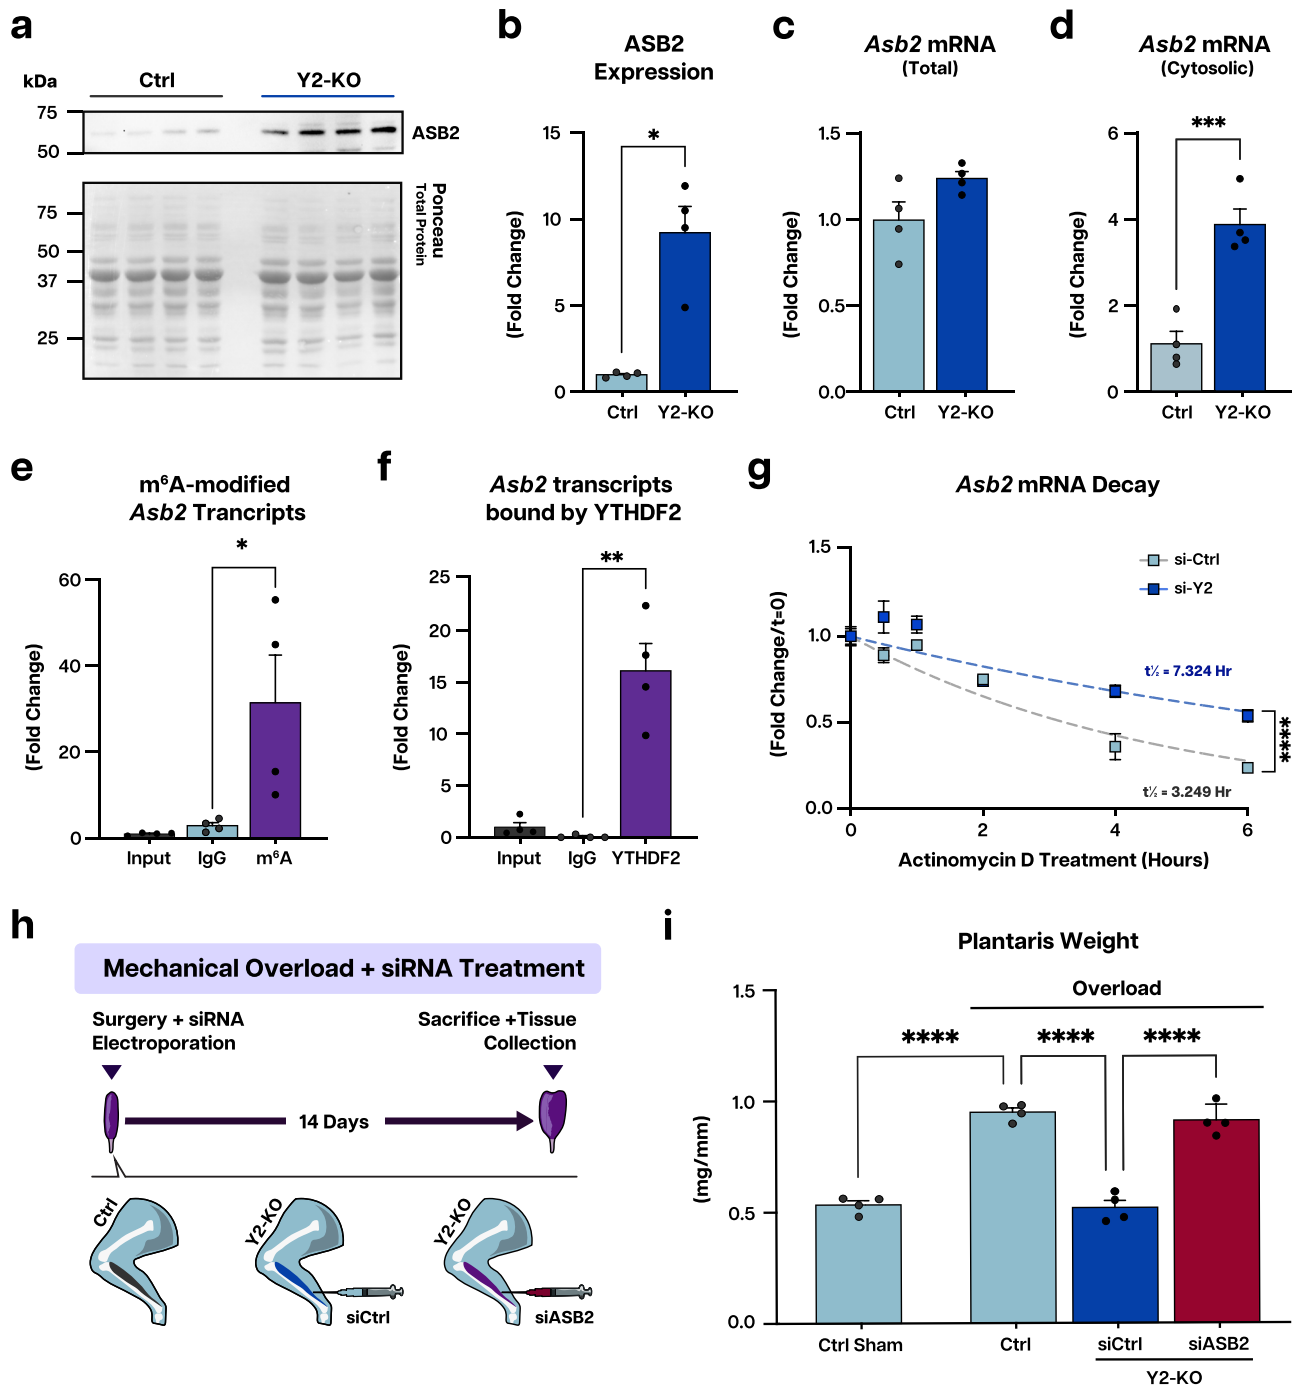 a
kDa
Ctrl
Y2-KO
75
50
ASB2
75
50
37
25
Ponceau
Total Protein
b
ASB2
Expression
(Fold Change)
15
10
5
0
*
Ctrl
Y2-KO
c
Asb2 mRNA
(Total)
(Fold Change)
1.5
1.0
0.5
0.0
Ctrl
Y2-KO
d
Asb2 mRNA
(Cytosolic)
(Fold Change)
6
4
2
0
***
Ctrl
Y2-KO
e
m⁶A-modified
Asb2 Trancripts
(Fold Change)
60
40
20
0
*
Input
IgG
m⁶A
f
Asb2 transcripts
bound by YTHDF2
(Fold Change)
25
20
15
10
5
0
**
Input
IgG
YTHDF2
g
Asb2 mRNA Decay
(Fold Change/t=0)
1.5
1.0
0.5
0.0
si-Ctrl
si-Y2
t½ = 7.324 Hr
t½ = 3.249 Hr
****
0
2
4
6
Actinomycin D Treatment (Hours)
h
Mechanical Overload + siRNA Treatment
Surgery + siRNA
Electroporation
Sacrifice +Tissue
Collection
14 Days
Ctrl
Y2-KO
siCtrl
Y2-KO
siASB2
i
Plantaris Weight
Overload
(mg/mm)
1.5
1.0
0.5
0.0
****
****
****
Ctrl Sham
Ctrl
siCtrl
siASB2
Y2-KO